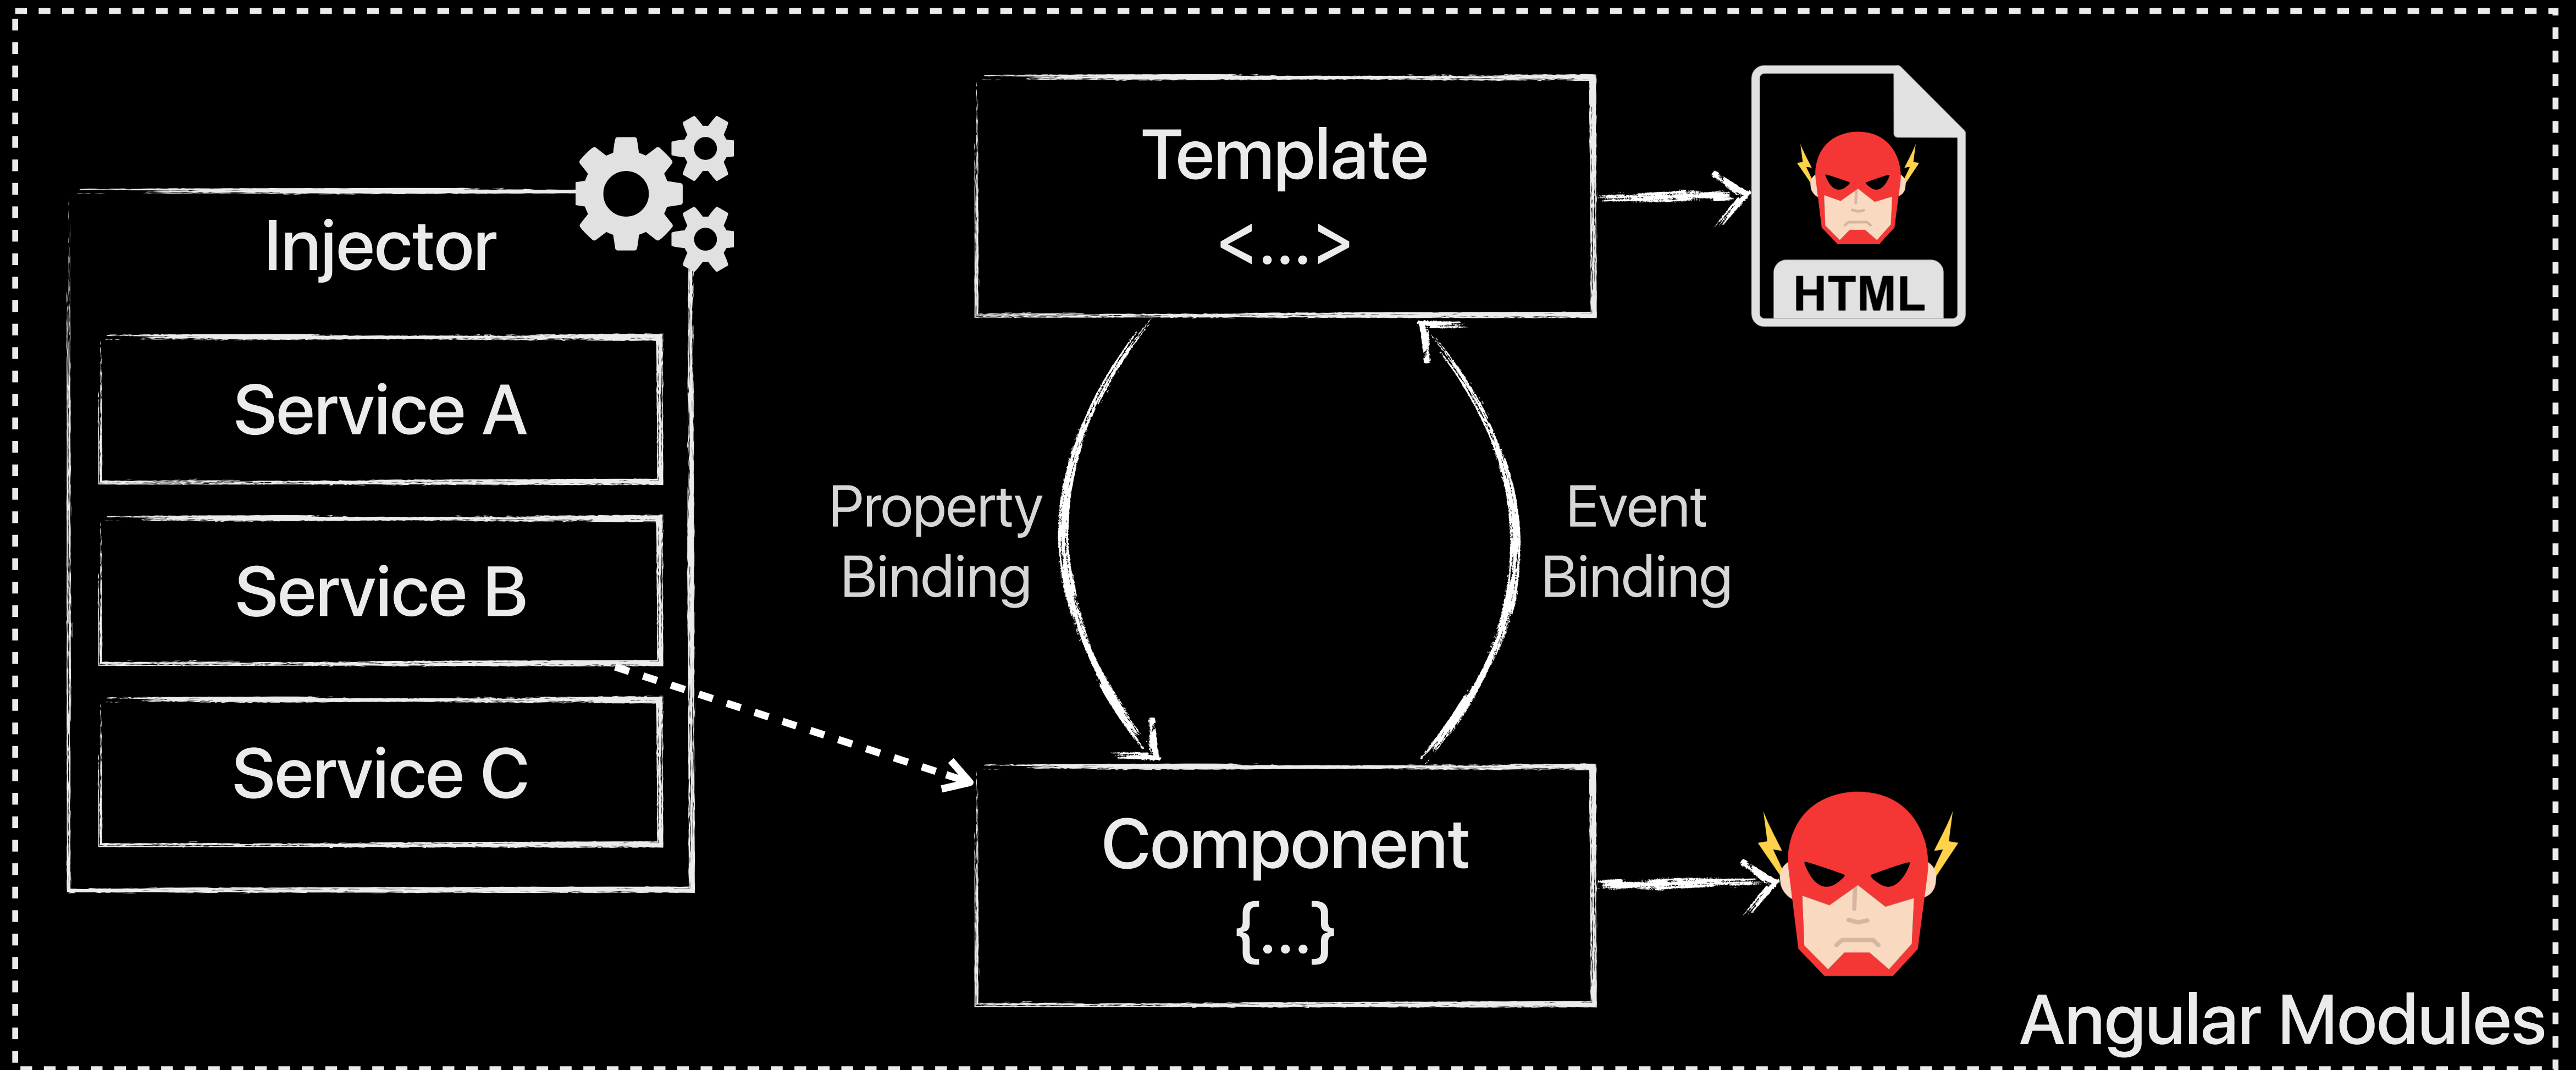 Injector
Service A
Service B
Service C
Template
<...>
HTML
Property
Binding
Event
Binding
Component
{...}
Angular Modules